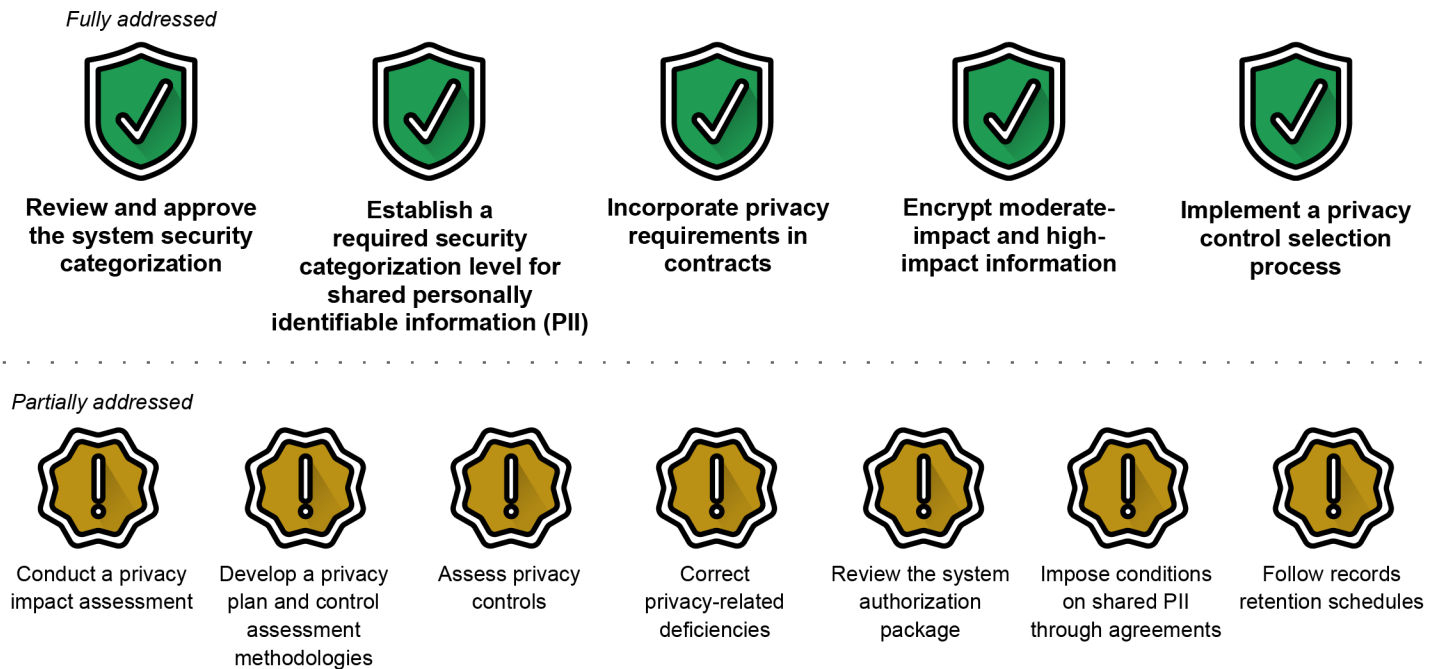 Fully addressed
Review and approve
the system security
categorization
Establish a
required security
categorization level for
shared personally
identifiable information (PII)
Incorporate privacy
requirements in
contracts
Encrypt moderate-
impact and high-
impact information
Implement a privacy
control selection
process
Partially addressed
Conduct a privacy
impact assessment
Develop a privacy
plan and control
assessment
methodologies
Assess privacy
controls
Correct
privacy-related
deficiencies
Review the system
authorization
package
Impose conditions
on shared PII
through agreements
Follow records
retention schedules